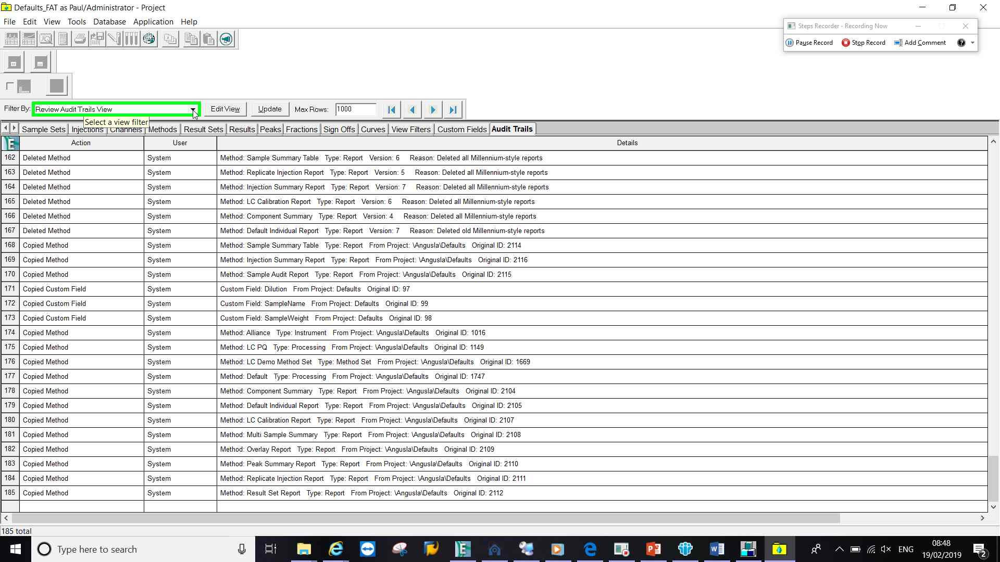 Defaults_FAT as Paul/Administrator - Project
File Edit View Tools Database Application Help
Steps Recorder - Recording Now
Pause Record Stop Record Add Comment
Filter By: Review Audit Trails View Edit View Update Max Rows: 1000
Select a view filter
Sample Sets Injections Channels Methods Result Sets Results Peaks Fractions Sign Offs Curves View Filters Custom Fields Audit Trails
Action User Details
162 Deleted Method System Method: Sample Summary Table Type: Report Version: 6 Reason: Deleted all Millennium-style reports
163 Deleted Method System Method: Replicate Injection Report Type: Report Version: 5 Reason: Deleted all Millennium-style reports
164 Deleted Method System Method: Injection Summary Report Type: Report Version: 7 Reason: Deleted all Millennium-style reports
165 Deleted Method System Method: LC Calibration Report Type: Report Version: 6 Reason: Deleted all Millennium-style reports
166 Deleted Method System Method: Component Summary Type: Report Version: 4 Reason: Deleted all Millennium-style reports
167 Deleted Method System Method: Default Individual Report Type: Report Version: 7 Reason: Deleted old Millennium-style reports
168 Copied Method System Method: Sample Summary Table Type: Report From Project: \Angusla\Defaults Original ID: 2114
169 Copied Method System Method: Injection Summary Report Type: Report From Project: \Angusla\Defaults Original ID: 2116
170 Copied Method System Method: Sample Audit Report Type: Report From Project: \Angusla\Defaults Original ID: 2115
171 Copied Custom Field System Custom Field: Dilution From Project: Defaults Original ID: 97
172 Copied Custom Field System Custom Field: SampleName From Project: Defaults Original ID: 99
173 Copied Custom Field System Custom Field: SampleWeight From Project: Defaults Original ID: 98
174 Copied Method System Method: Alliance Type: Instrument From Project: \Angusla\Defaults Original ID: 1016
175 Copied Method System Method: LC PQ Type: Processing From Project: \Angusla\Defaults Original ID: 1149
176 Copied Method System Method: LC Demo Method Set Type: Method Set From Project: \Angusla\Defaults Original ID: 1669
177 Copied Method System Method: Default Type: Processing From Project: \Angusla\Defaults Original ID: 1747
178 Copied Method System Method: Component Summary Type: Report From Project: \Angusla\Defaults Original ID: 2104
179 Copied Method System Method: Default Individual Report Type: Report From Project: \Angusla\Defaults Original ID: 2105
180 Copied Method System Method: LC Calibration Report Type: Report From Project: \Angusla\Defaults Original ID: 2107
181 Copied Method System Method: Multi Sample Summary Type: Report From Project: \Angusla\Defaults Original ID: 2108
182 Copied Method System Method: Overlay Report Type: Report From Project: \Angusla\Defaults Original ID: 2109
183 Copied Method System Method: Peak Summary Report Type: Report From Project: \Angusla\Defaults Original ID: 2110
184 Copied Method System Method: Replicate Injection Report Type: Report From Project: \Angusla\Defaults Original ID: 2111
185 Copied Method System Method: Result Set Report Type: Report From Project: \Angusla\Defaults Original ID: 2112
185 total
Type here to search
ENG
08:48
19/02/2019
2